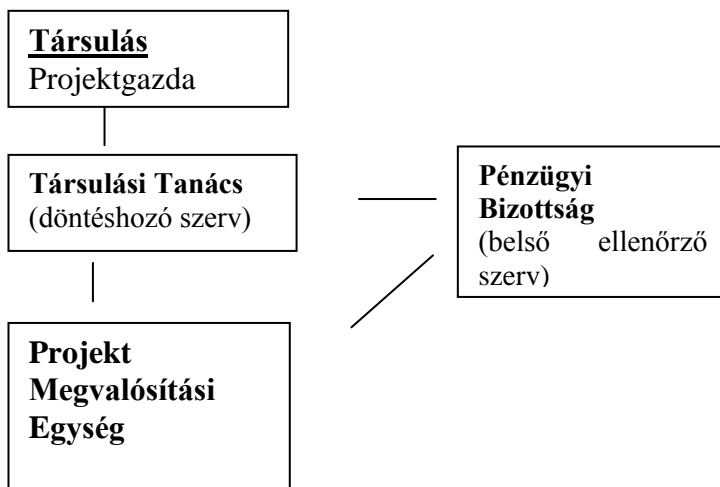 Társulás
Projektgazda
Társulási Tanács
(döntéshozó szerv)
Pénzügyi
Bizottság
(belső ellenőrző
szerv)
Projekt
Megvalósítási
Egység